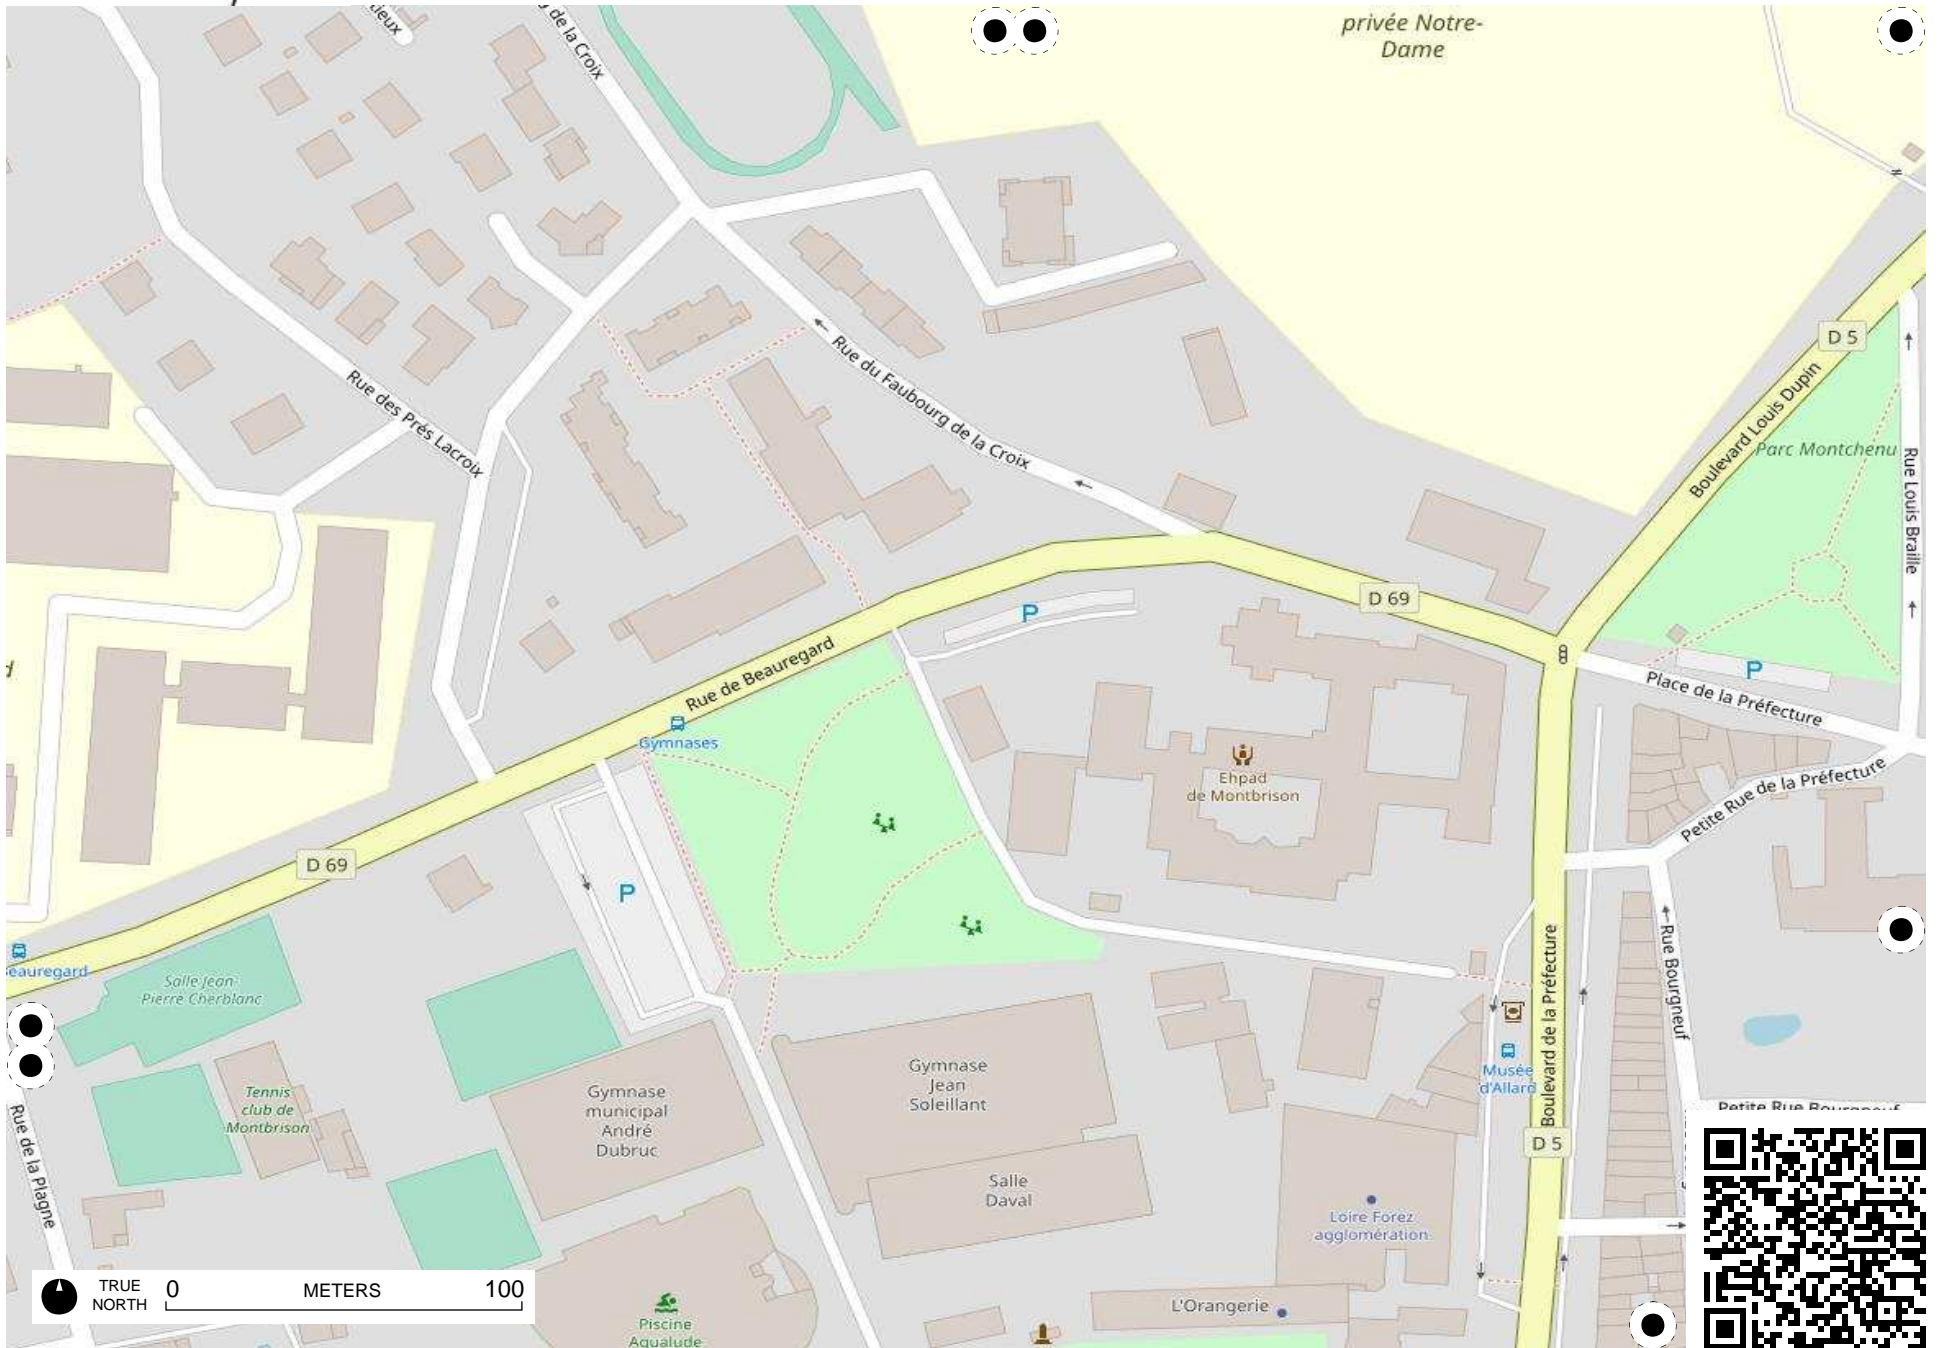 privée Notre-
Dame
Rue du Faubourg de la Croix
Rue des Prés Lacroix
D 5
Boulevard Louis Dupin
Parc Montchenu
Rue Louis Braille
D 69
P
Rue de Beauregard
P
Place de la Préfecture
Gymnases
Ehpad
de Montbrison
Petite Rue de la Préfecture
D 69
P
Salle Jean
Pierre Cherblanc
Boulevard de la Préfecture
Rue Bourgneuf
Gymnase
Jean
Soleillant
Musée
d'Allard
Tennis
club de
Montbrison
Gymnase
municipal
André
Dubruc
Petite Rue Bourgneuf
D 5
Rue de la Plagne
Salle
Daval
Loire Forez
agglomération
TRUE
NORTH
0 METERS 100
L'Orangerie
Piscine
Aqualude